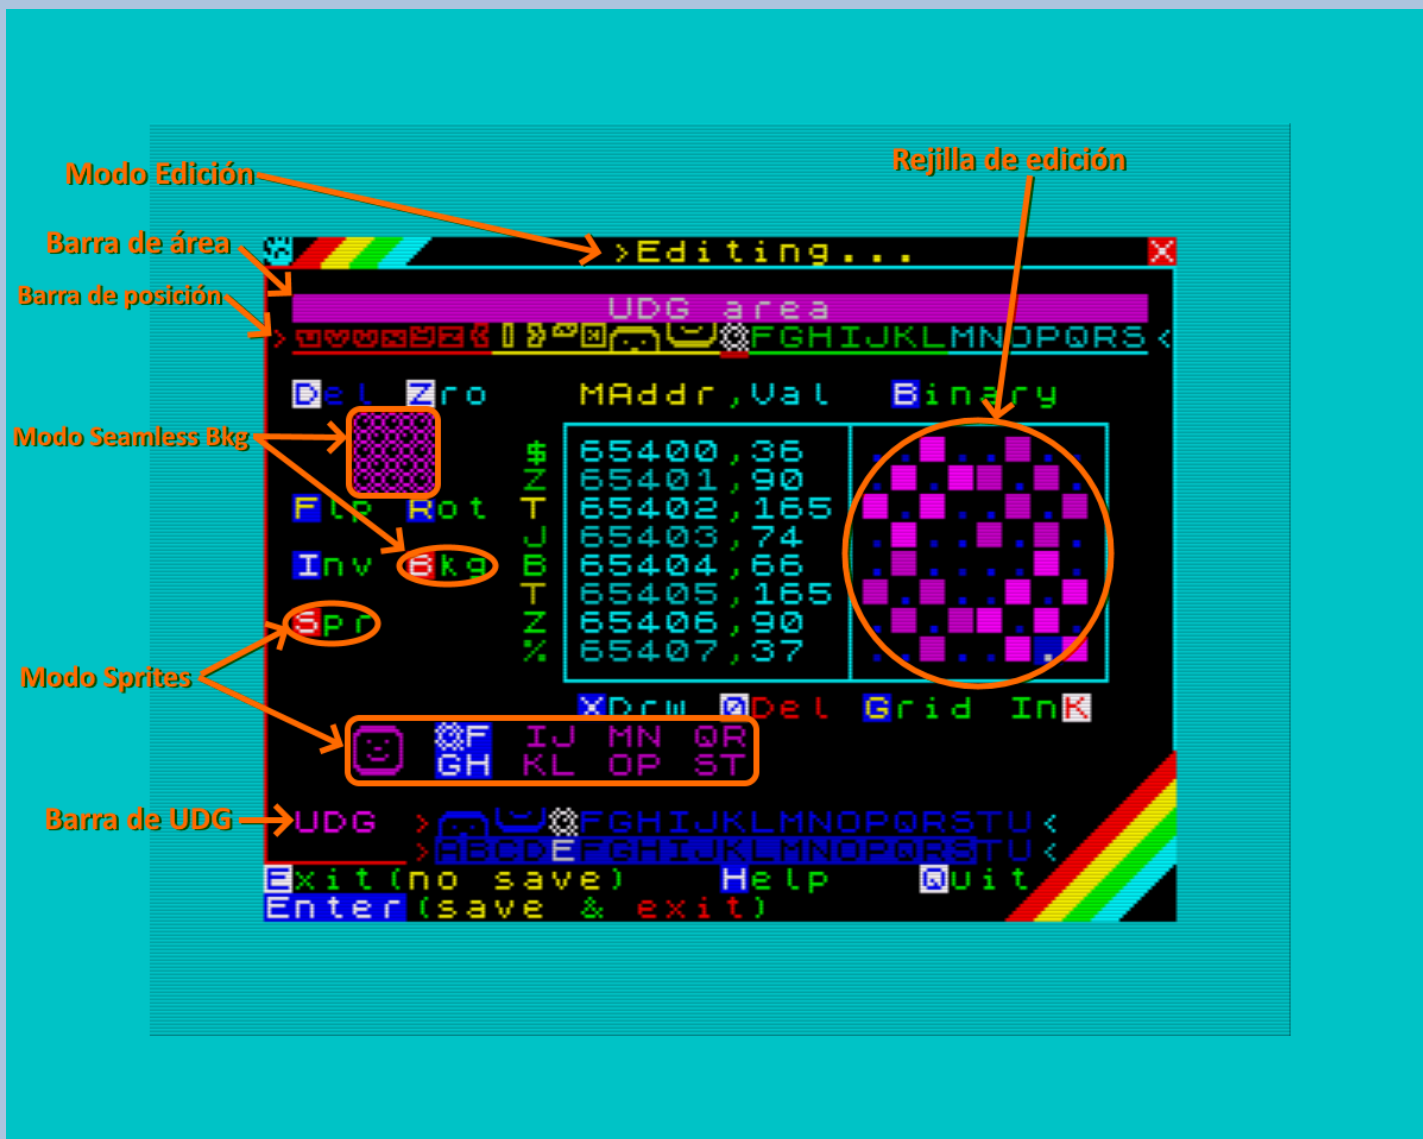 Modo Edición
Rejilla de edición
Barra de área
>Editing...
X
Barra de posición
UDG area
> FGHIJKLMNOPQRS <
Del Zro MAddr,Val Binary
Modo Seamless Bkg
$ 65400,36
Z 65401,90
Flp Rot T 65402,165
J 65403,74
Inv Bkg B 65404,66
T 65405,165
Spr Z 65406,90
% 65407,37
Modo Sprites
XDrw 0Del Grid InK
F IJ MN QR
GH KL OP ST
Barra de UDG
UDG > FGHIJKLMNOPQRSTU <
>ABCDEFGHIJKLMNOPQRSTU <
Exit(no save) Help Quit
Enter(save & exit)